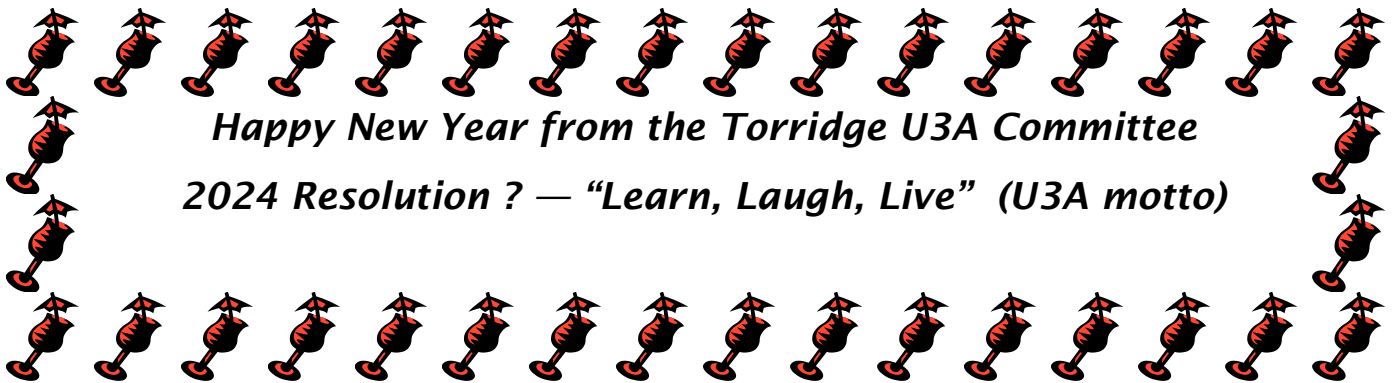 Happy New Year from the Torridge U3A Committee
2024 Resolution ? — “Learn, Laugh, Live”  (U3A motto)